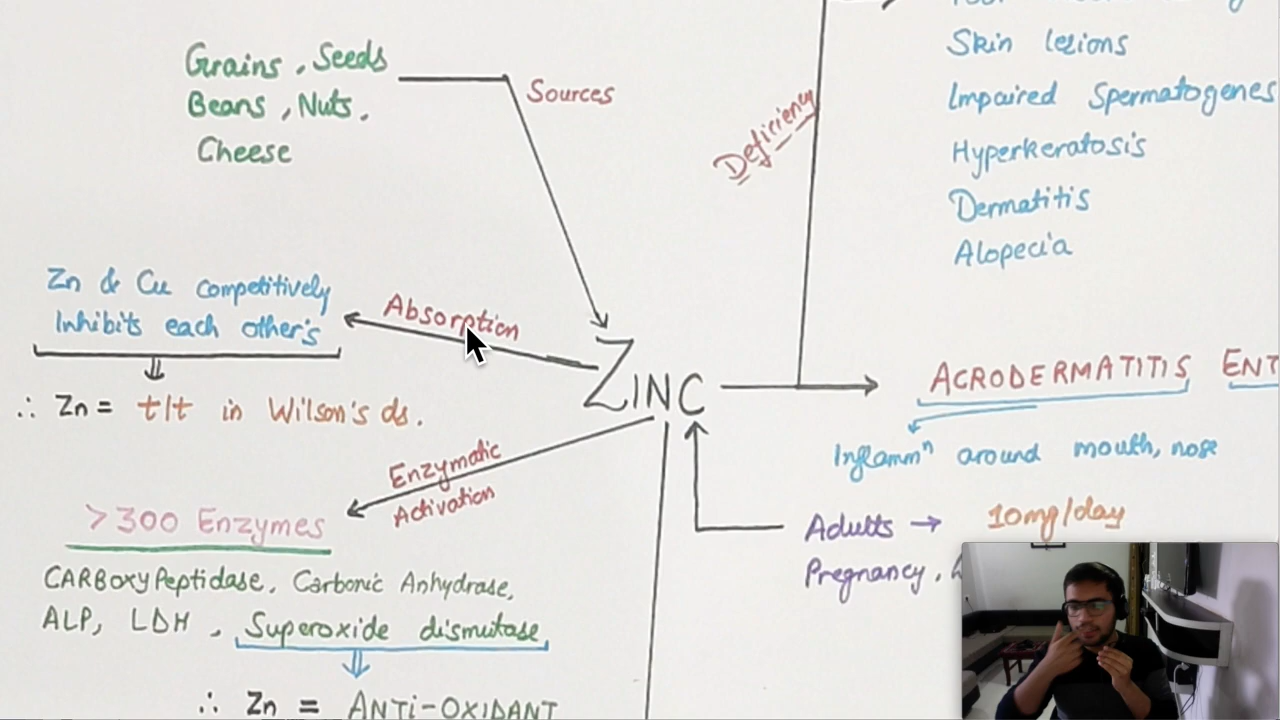 Grains, Seeds
Beans, Nuts.
Cheese
Sources
Deficiency
Skin lesions
Impaired Spermatogenes
Hyperkeratosis
Dermatitis
Alopecia
Zn & Cu competitively
Inhibits each other's
∴ Zn = t/t in Wilson's ds.
Absorption
ZINC
ACRODERMATITIS ENT
Inflammⁿ around mouth, nose
Enzymatic
Activation
>300 Enzymes
CARBOXYPeptidase, Carbonic Anhydrase,
ALP, LDH, Superoxide dismutase,
∴ Zn = ANTI-OXIDANT
Adults → 10mg/day
Pregnancy,